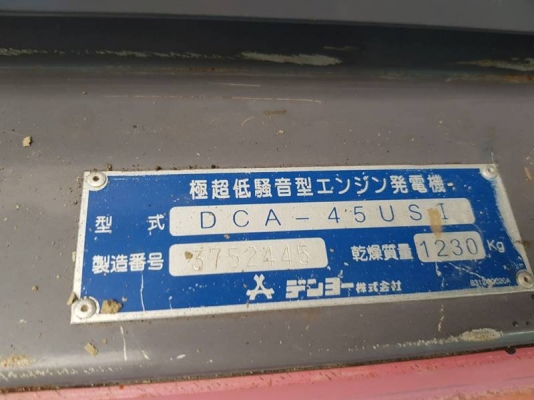 極超低騒音型エンジン発電機
型式 DCA-45USI
製造番号 3752445 乾燥質量 1230 Kg
デンヨー株式会社